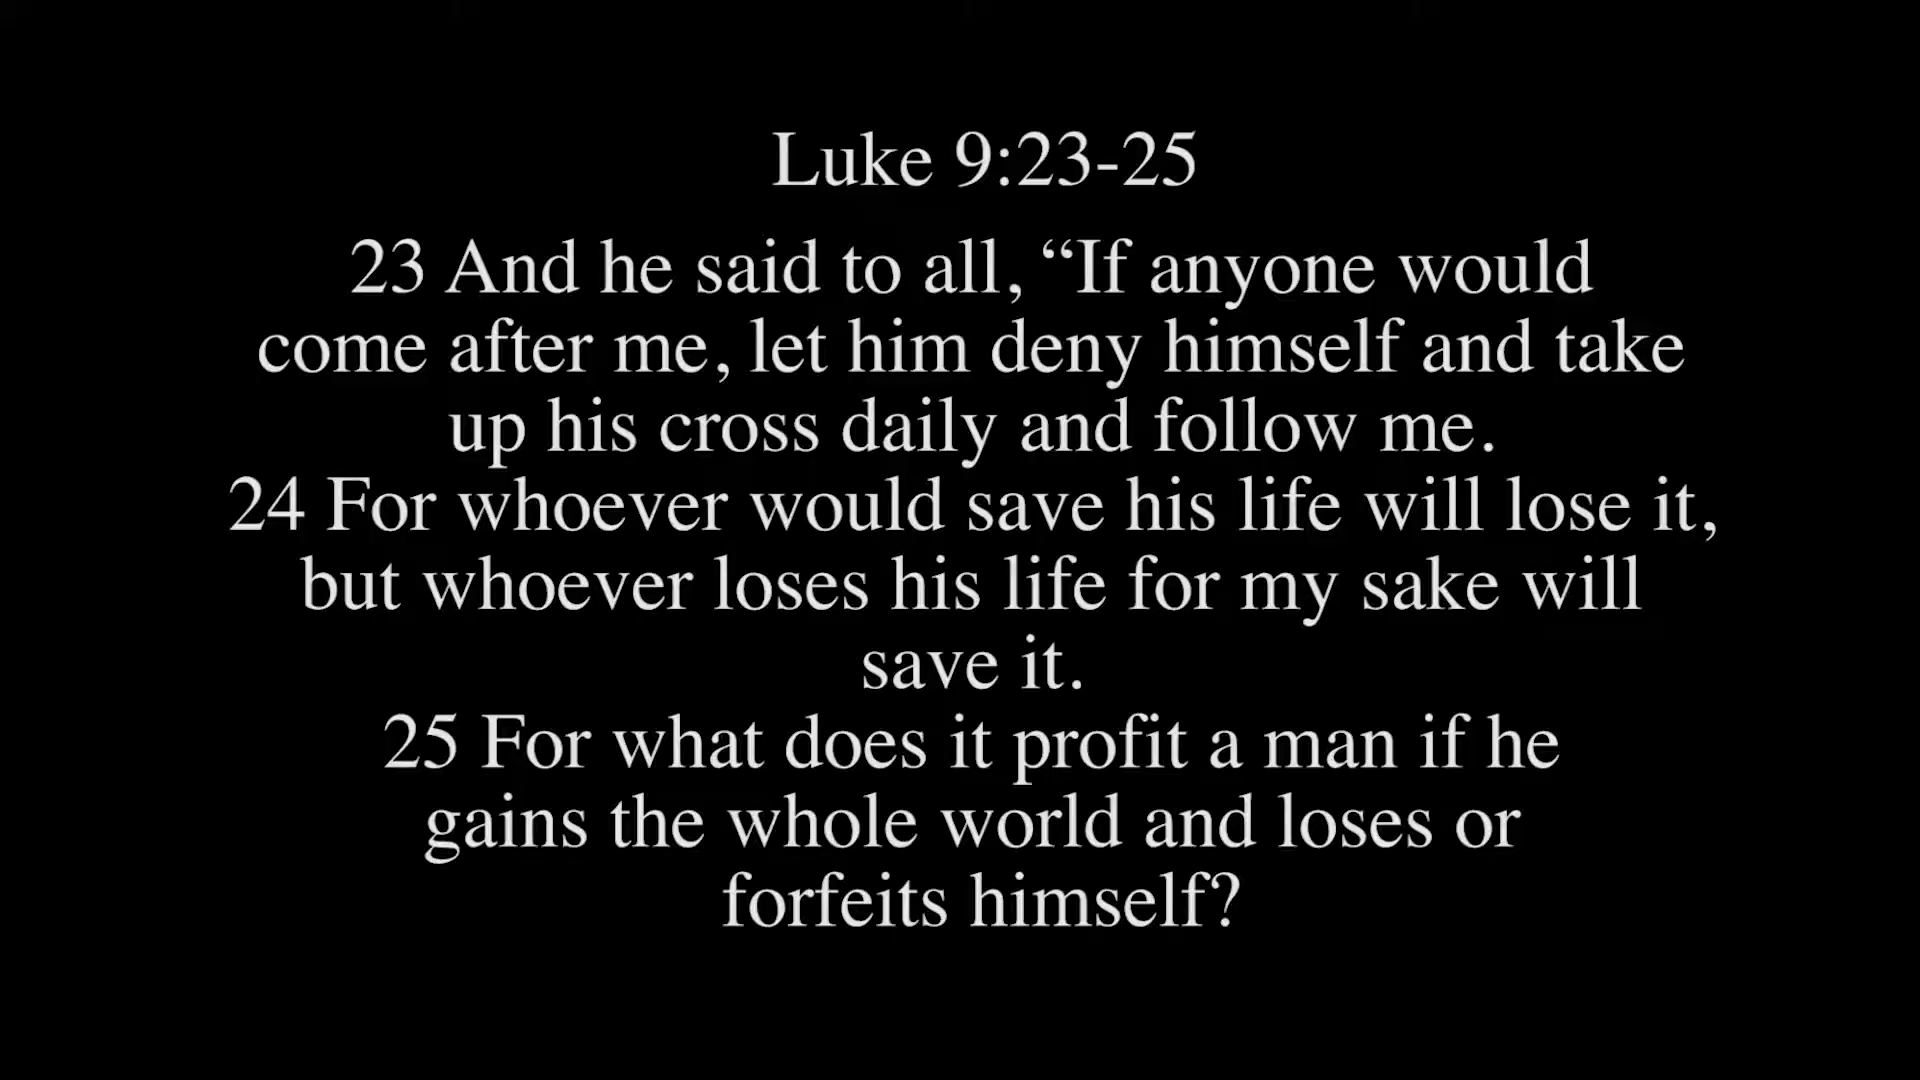 Luke 9:23-25
23 And he said to all, “If anyone would
come after me, let him deny himself and take
up his cross daily and follow me.
24 For whoever would save his life will lose it,
but whoever loses his life for my sake will
save it.
25 For what does it profit a man if he
gains the whole world and loses or
forfeits himself?